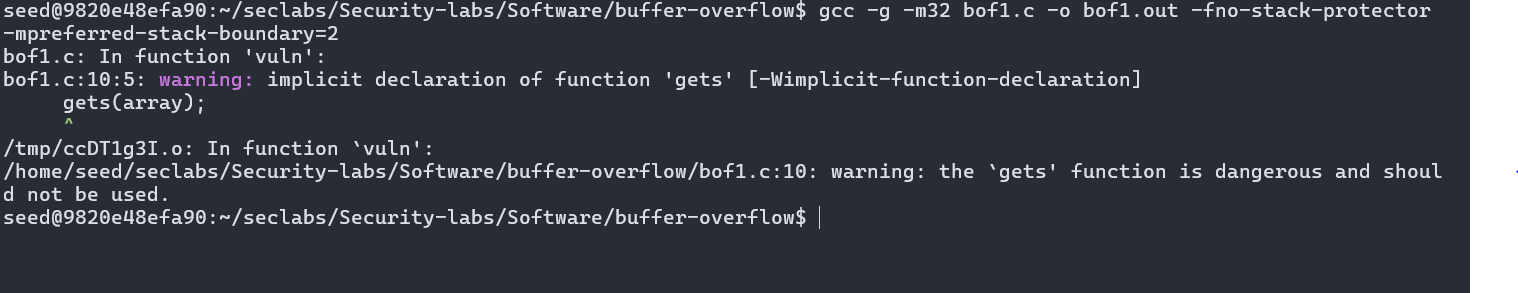 seed@9820e48efa90:~/seclabs/Security-labs/Software/buffer-overflow$ gcc -g -m32 bof1.c -o bof1.out -fno-stack-protector
-mpreferred-stack-boundary=2
bof1.c: In function 'vuln':
bof1.c:10:5: warning: implicit declaration of function 'gets' [-Wimplicit-function-declaration]
     gets(array);
     ^
/tmp/ccDT1g3I.o: In function `vuln':
/home/seed/seclabs/Security-labs/Software/buffer-overflow/bof1.c:10: warning: the `gets' function is dangerous and shoul
d not be used.
seed@9820e48efa90:~/seclabs/Security-labs/Software/buffer-overflow$